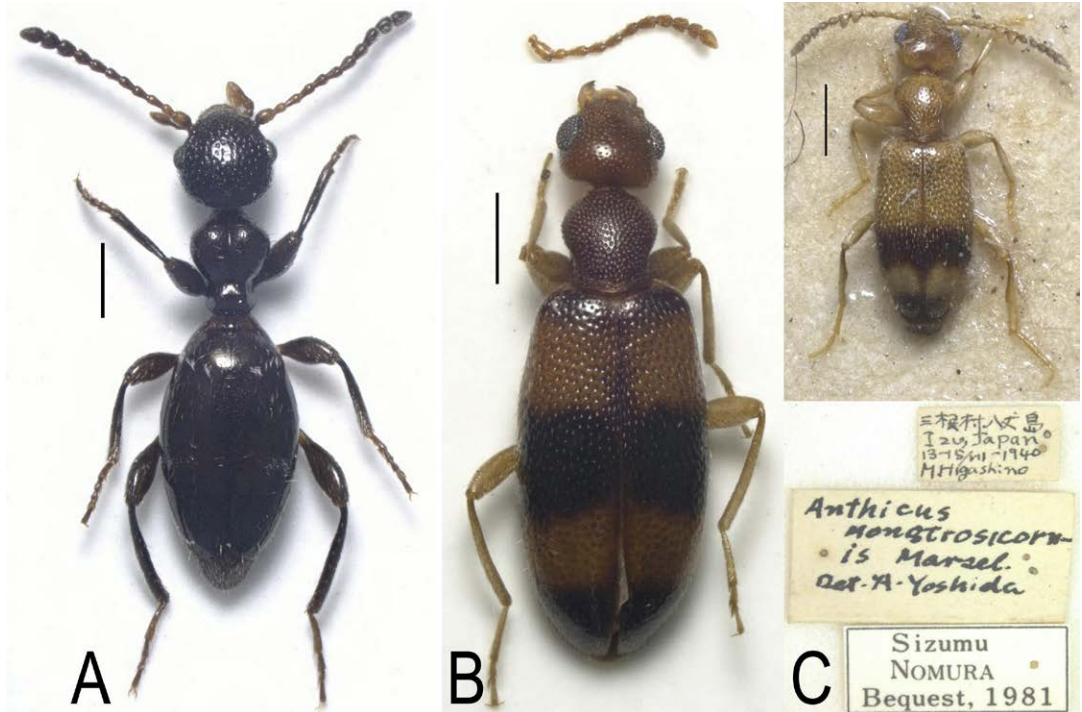 A
B
C
三根村八丈島
Izu, Japan
13-15/VII-1940
M.Higashino
Anthicus
monstrosicorn-
is Marsel.
Det. A. Yoshida
Sizumu
NOMURA
Bequest, 1981